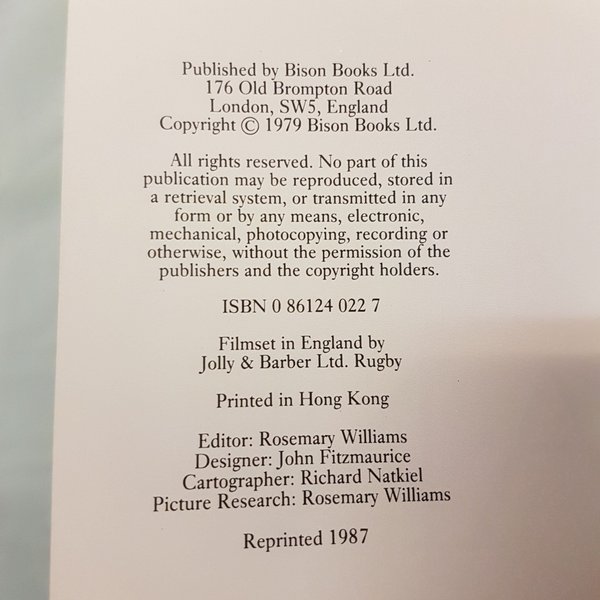 Published by Bison Books Ltd.
176 Old Brompton Road
London, SW5, England
Copyright © 1979 Bison Books Ltd.
All rights reserved. No part of this
publication may be reproduced, stored in
a retrieval system, or transmitted in any
form or by any means, electronic,
mechanical, photocopying, recording or
otherwise, without the permission of the
publishers and the copyright holders.
ISBN 0 86124 022 7
Filmset in England by
Jolly & Barber Ltd. Rugby
Printed in Hong Kong
Editor: Rosemary Williams
Designer: John Fitzmaurice
Cartographer: Richard Natkiel
Picture Research: Rosemary Williams
Reprinted 1987